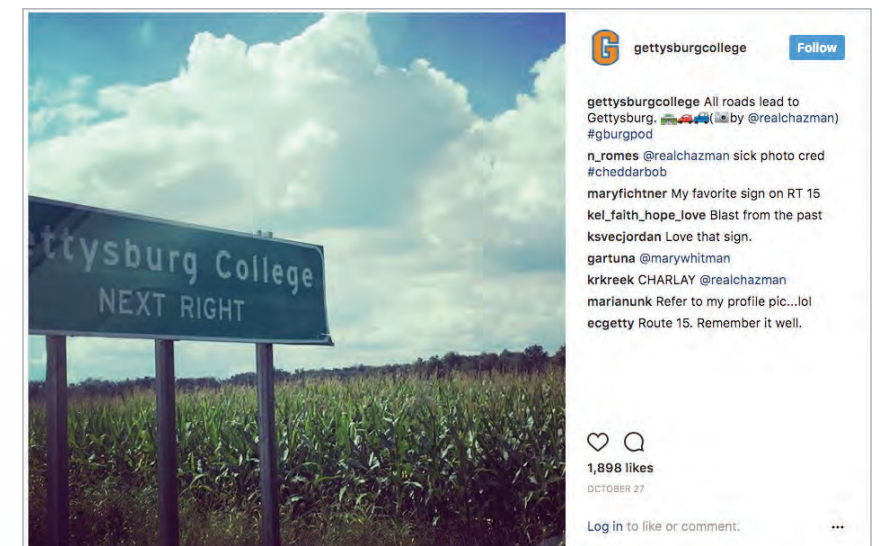 ettysburg College
NEXT RIGHT
G
gettysburgcollege
Follow
gettysburgcollege All roads lead to
Gettysburg. 🚋🚗🚙(📷by @realchazman)
#gburgpod
n_romes @realchazman sick photo cred
#cheddarbob
maryfichtner My favorite sign on RT 15
kel_faith_hope_love Blast from the past
ksvecjordan Love that sign.
gartuna @marywhitman
krkreek CHARLAY @realchazman
marianunk Refer to my profile pic...lol
ecgetty Route 15. Remember it well.
1,898 likes
OCTOBER 27
Log in to like or comment.